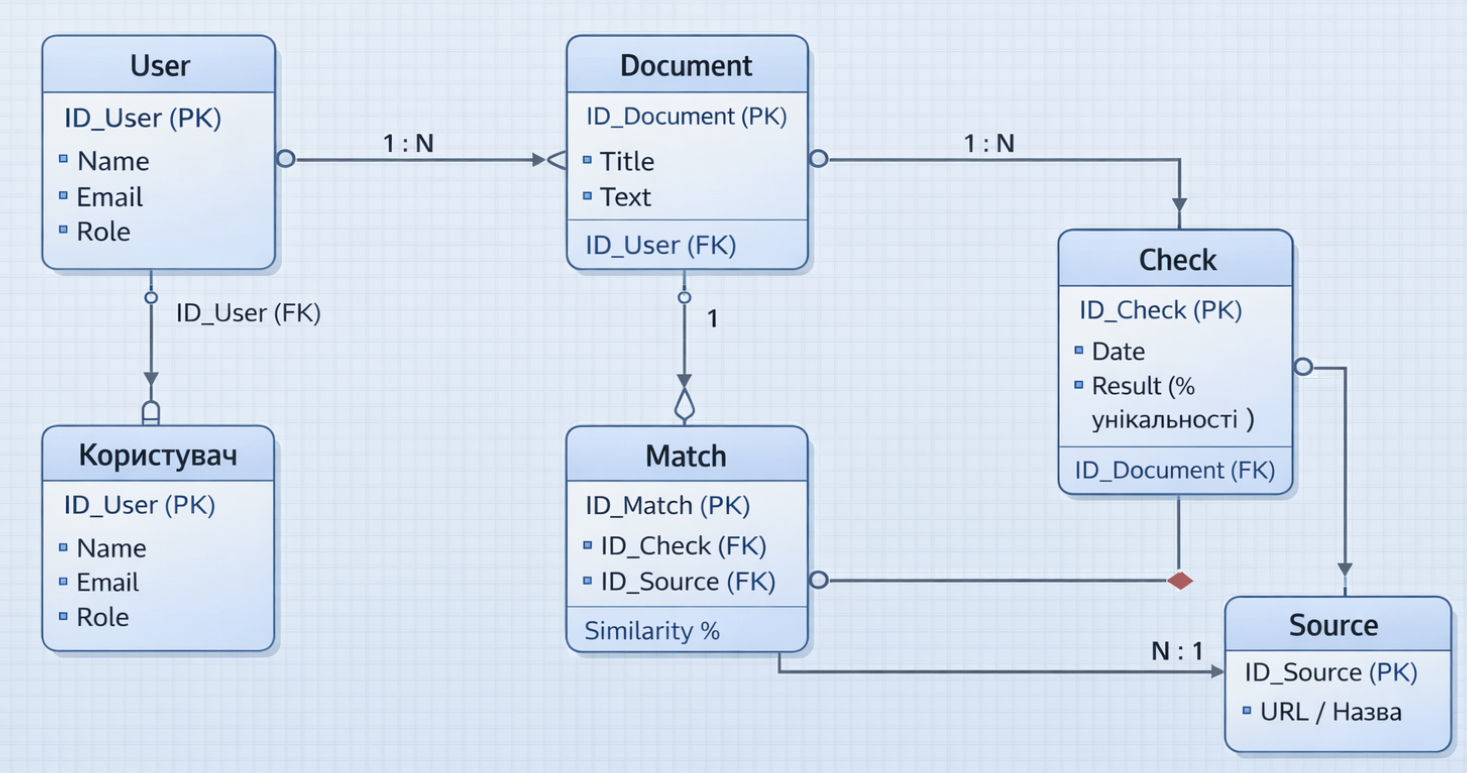 User
ID_User (PK)
Name
Email
Role
1 : N
Document
ID_Document (PK)
Title
Text
ID_User (FK)
1 : N
Check
ID_Check (PK)
Date
Result (%
унікальності )
ID_Document (FK)
ID_User (FK)
1
Користувач
ID_User (PK)
Name
Email
Role
Match
ID_Match (PK)
ID_Check (FK)
ID_Source (FK)
Similarity %
N : 1
Source
ID_Source (PK)
URL / Назва